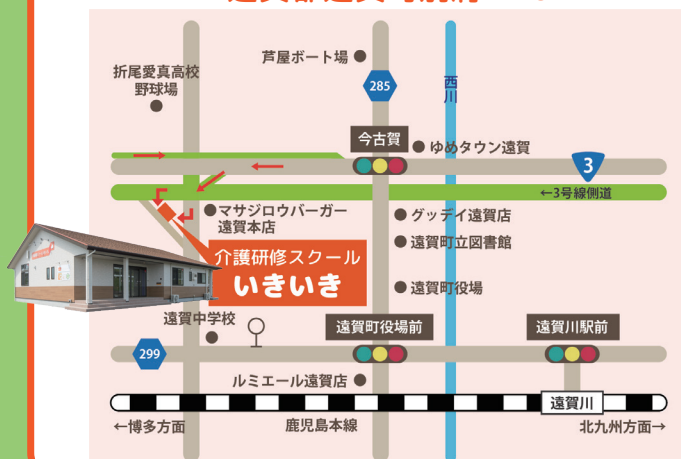 芦屋ボート場
折尾愛真高校
野球場
285
西川
今古賀
ゆめタウン遠賀
3
←3号線側道
マサジロウバーガー
遠賀本店
グッデイ遠賀店
遠賀町立図書館
介護研修スクール
いきいき
遠賀町役場
遠賀中学校
遠賀町役場前
遠賀川駅前
299
ルミエール遠賀店
遠賀川
←博多方面
鹿児島本線
北九州方面→